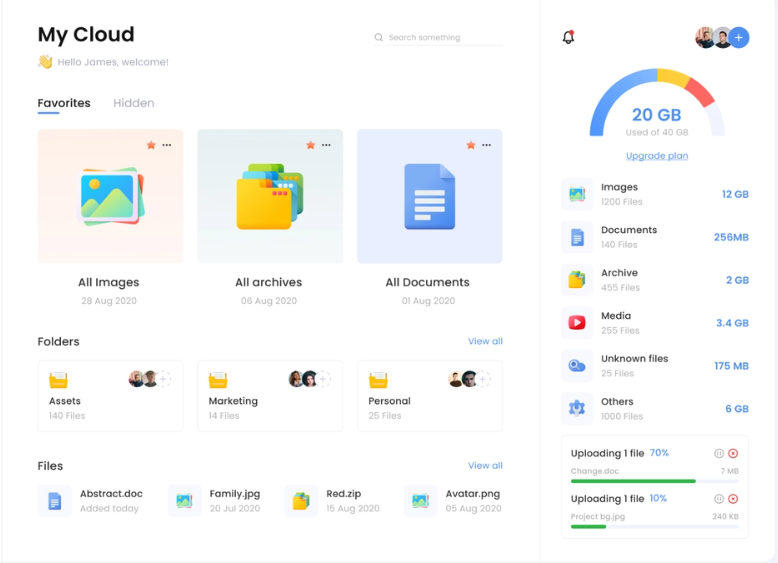 My Cloud
Search something
Hello James, welcome!
Favorites
Hidden
All Images
28 Aug 2020
All archives
06 Aug 2020
All Documents
01 Aug 2020
Folders
View all
Assets
140 Files
Marketing
14 Files
Personal
25 Files
Files
View all
Abstract.doc
Added today
Family.jpg
20 Jul 2020
Red.zip
15 Aug 2020
Avatar.png
05 Aug 2020
20 GB
Used of 40 GB
Upgrade plan
Images
1200 Files
12 GB
Documents
140 Files
256MB
Archive
455 Files
2 GB
Media
255 Files
3.4 GB
Unknown files
25 Files
175 MB
Others
1000 Files
6 GB
Uploading 1 file 70%
Change.doc
7 MB
Uploading 1 file 10%
Project bg.jpg
240 KB